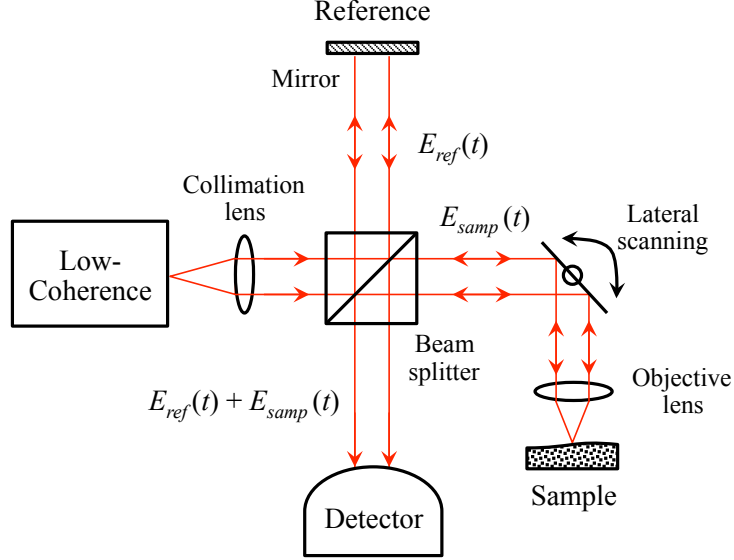 Reference
Mirror
E_ref(t)
Collimation
lens
E_samp(t)
Lateral
scanning
Low-
Coherence
Beam
splitter
Objective
lens
E_ref(t) + E_samp(t)
Sample
Detector